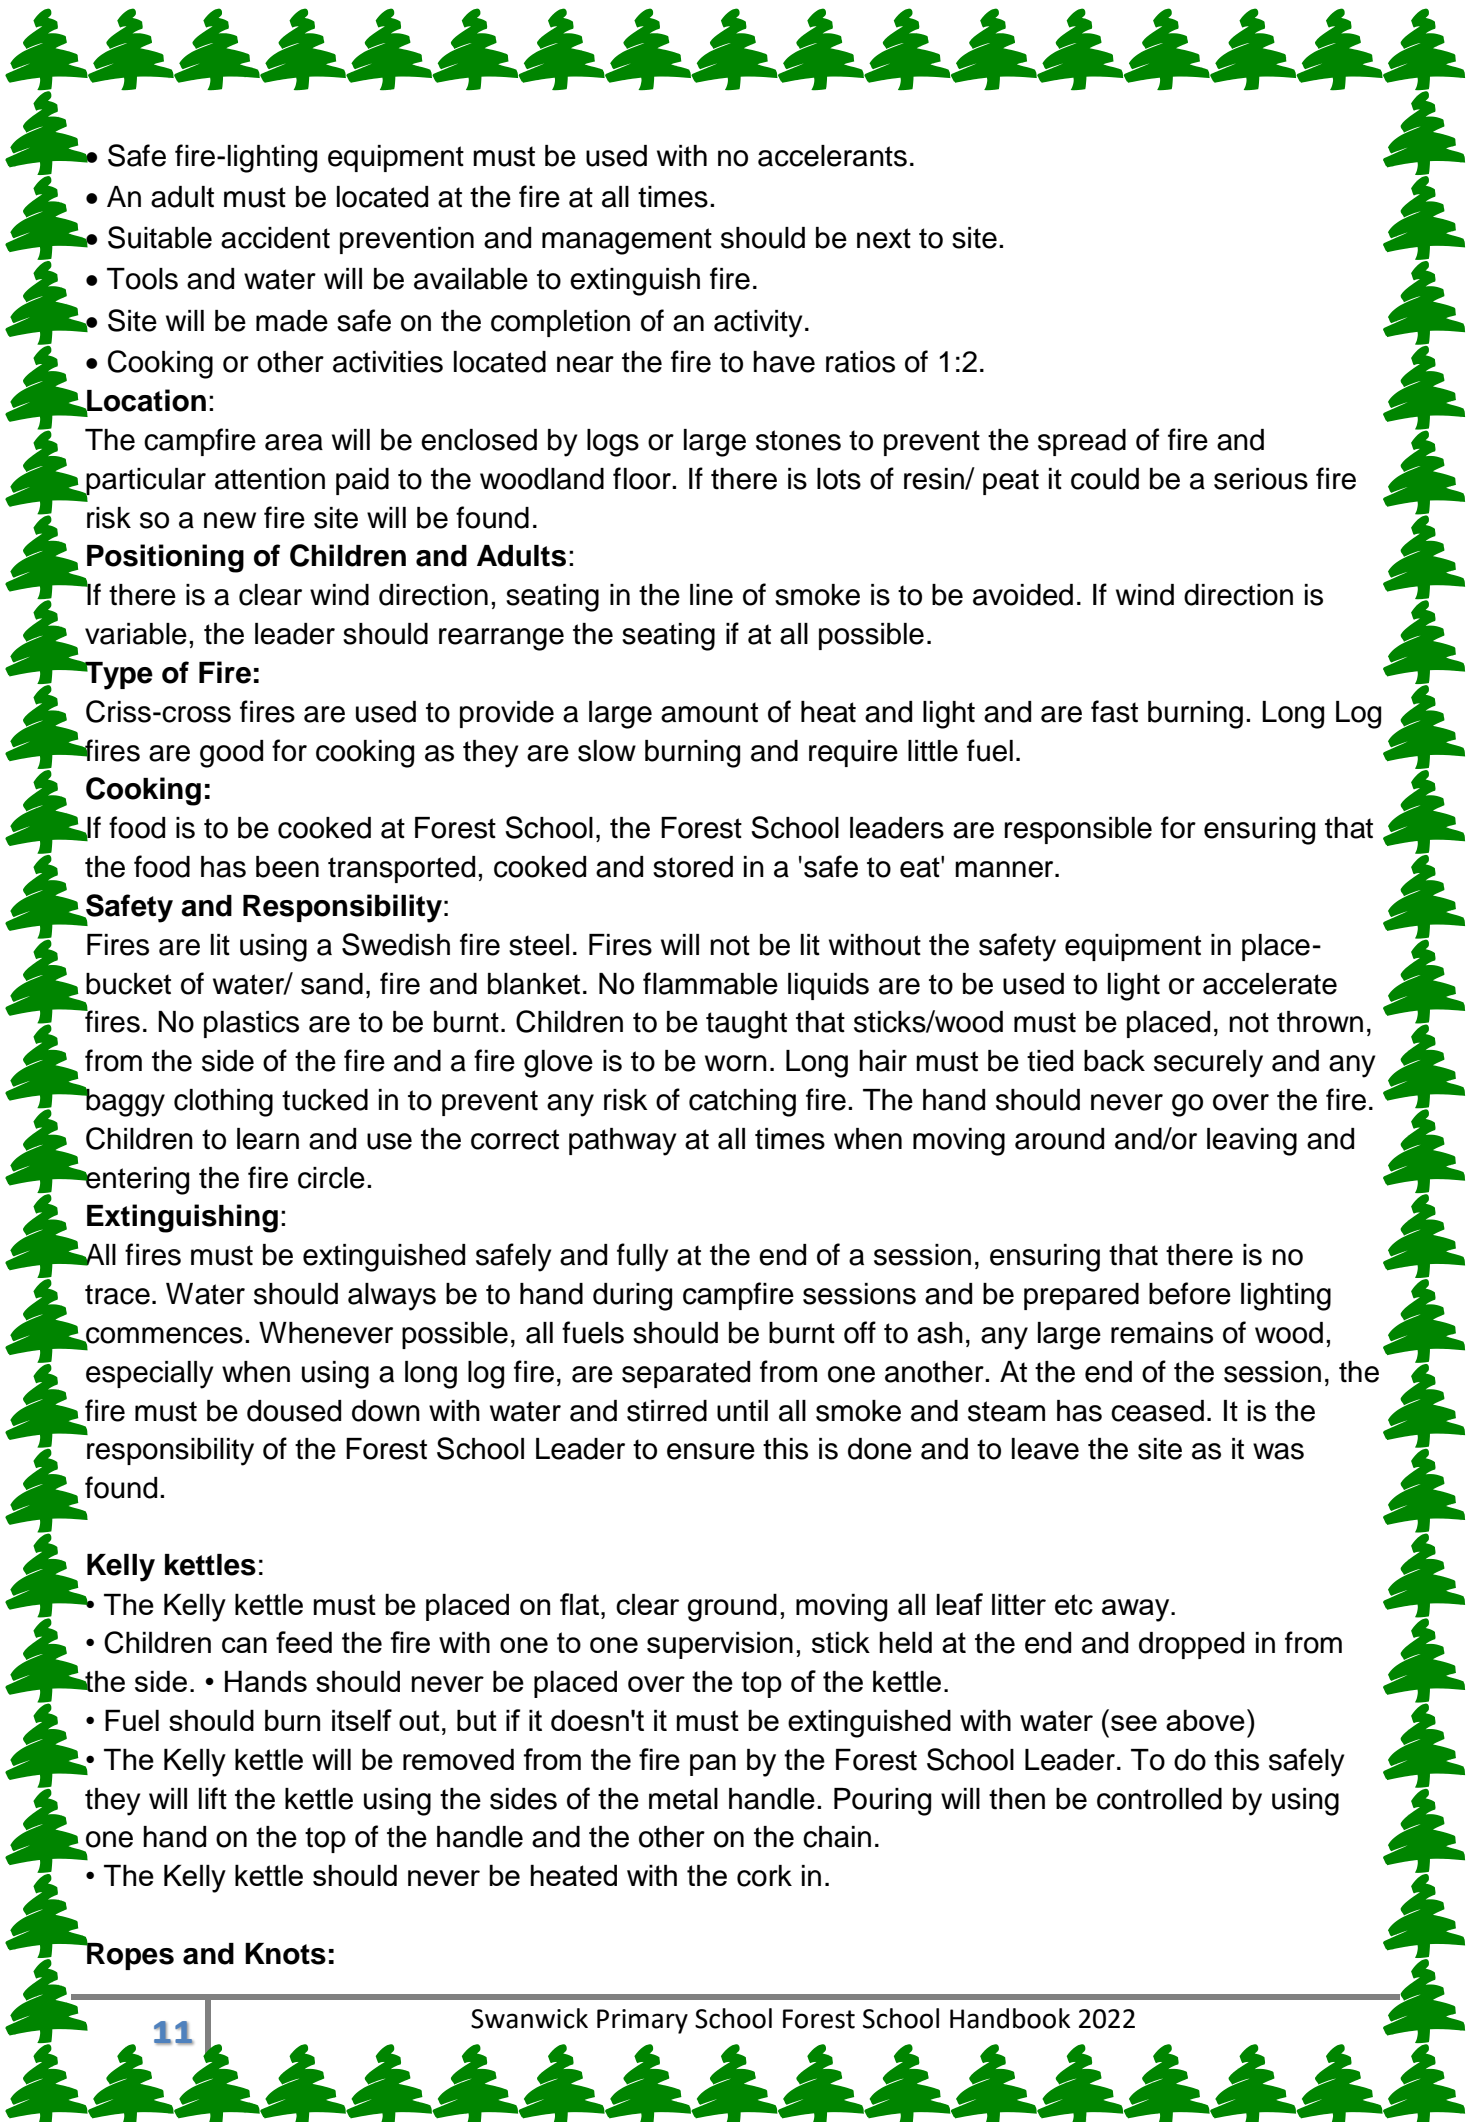 • Safe fire-lighting equipment must be used with no accelerants.
• An adult must be located at the fire at all times.
• Suitable accident prevention and management should be next to site.
• Tools and water will be available to extinguish fire.
• Site will be made safe on the completion of an activity.
• Cooking or other activities located near the fire to have ratios of 1:2.
Location:
The campfire area will be enclosed by logs or large stones to prevent the spread of fire and
particular attention paid to the woodland floor. If there is lots of resin/ peat it could be a serious fire
risk so a new fire site will be found.
Positioning of Children and Adults:
If there is a clear wind direction, seating in the line of smoke is to be avoided. If wind direction is
variable, the leader should rearrange the seating if at all possible.
Type of Fire:
Criss-cross fires are used to provide a large amount of heat and light and are fast burning. Long Log
fires are good for cooking as they are slow burning and require little fuel.
Cooking:
If food is to be cooked at Forest School, the Forest School leaders are responsible for ensuring that
the food has been transported, cooked and stored in a 'safe to eat' manner.
Safety and Responsibility:
Fires are lit using a Swedish fire steel. Fires will not be lit without the safety equipment in place-
bucket of water/ sand, fire and blanket. No flammable liquids are to be used to light or accelerate
fires. No plastics are to be burnt. Children to be taught that sticks/wood must be placed, not thrown,
from the side of the fire and a fire glove is to be worn. Long hair must be tied back securely and any
baggy clothing tucked in to prevent any risk of catching fire. The hand should never go over the fire.
Children to learn and use the correct pathway at all times when moving around and/or leaving and
entering the fire circle.
Extinguishing:
All fires must be extinguished safely and fully at the end of a session, ensuring that there is no
trace. Water should always be to hand during campfire sessions and be prepared before lighting
commences. Whenever possible, all fuels should be burnt off to ash, any large remains of wood,
especially when using a long log fire, are separated from one another. At the end of the session, the
fire must be doused down with water and stirred until all smoke and steam has ceased. It is the
responsibility of the Forest School Leader to ensure this is done and to leave the site as it was
found.
Kelly kettles:
• The Kelly kettle must be placed on flat, clear ground, moving all leaf litter etc away.
• Children can feed the fire with one to one supervision, stick held at the end and dropped in from
the side. • Hands should never be placed over the top of the kettle.
• Fuel should burn itself out, but if it doesn't it must be extinguished with water (see above)
• The Kelly kettle will be removed from the fire pan by the Forest School Leader. To do this safely
they will lift the kettle using the sides of the metal handle. Pouring will then be controlled by using
one hand on the top of the handle and the other on the chain.
• The Kelly kettle should never be heated with the cork in.
Ropes and Knots:
11
Swanwick Primary School Forest School Handbook 2022